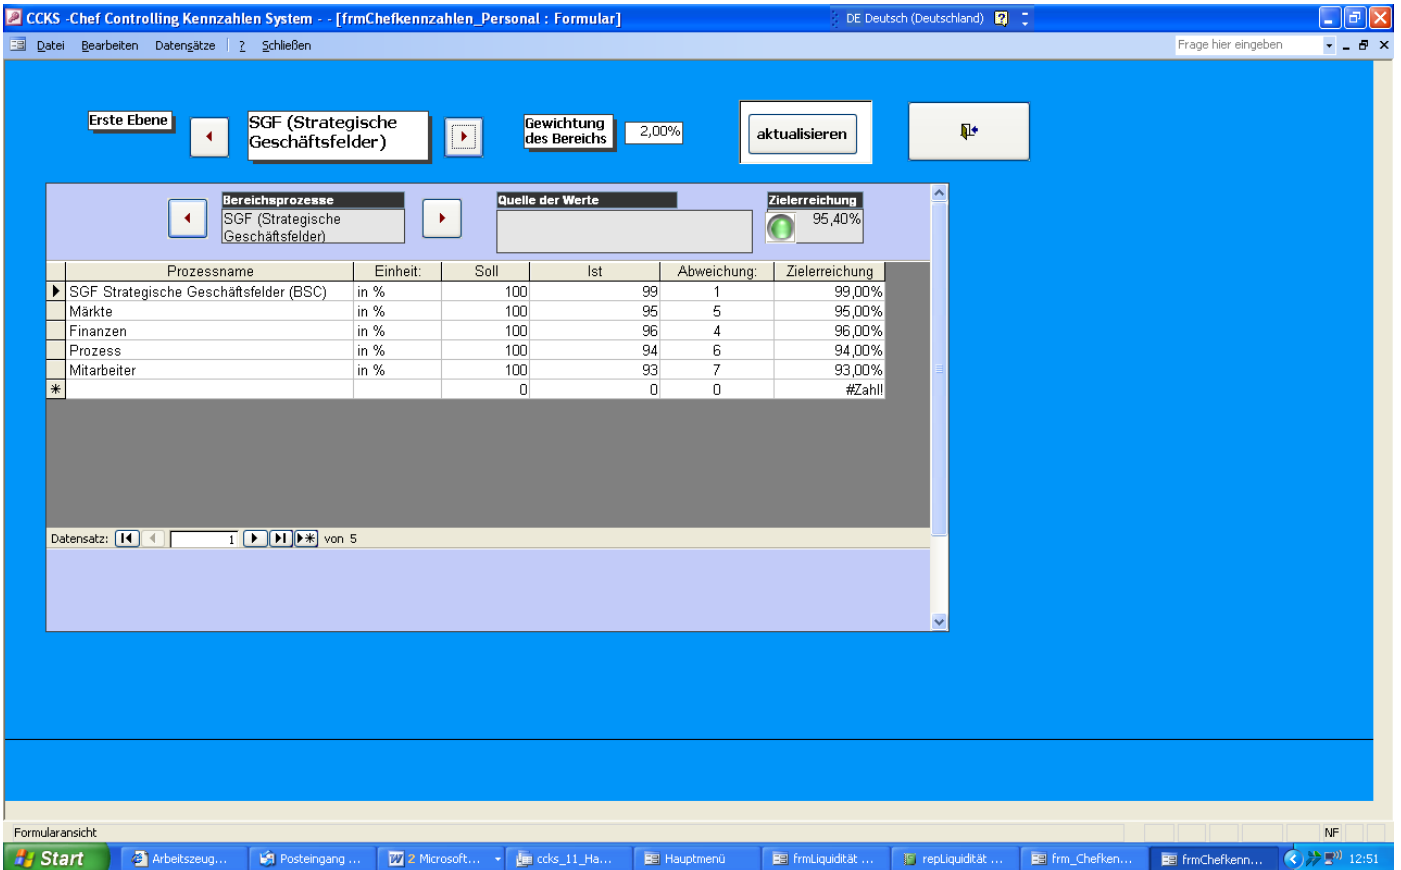 CCKS -Chef Controlling Kennzahlen System - - [frmChefkennzahlen_Personal : Formular]
DE Deutsch (Deutschland)
Datei Bearbeiten Datensätze ? Schließen
Frage hier eingeben
Erste Ebene
SGF (Strategische
Geschäftsfelder)
Gewichtung
des Bereichs
2,00%
aktualisieren
Bereichsprozesse
SGF (Strategische
Geschäftsfelder)
Quelle der Werte
Zielerreichung
95,40%
Prozessname Einheit: Soll Ist Abweichung: Zielerreichung
SGF Strategische Geschäftsfelder (BSC) in % 100 99 1 99,00%
Märkte in % 100 95 5 95,00%
Finanzen in % 100 96 4 96,00%
Prozess in % 100 94 6 94,00%
Mitarbeiter in % 100 93 7 93,00%
0 0 0 #Zahl!
Datensatz: 1 von 5
Formularansicht
NF
Start Arbeitszeug... Posteingang ... 2 Microsoft... ccks_11_Ha... Hauptmenü frmLiquidität ... repLiquidität ... frm_Chefken... frmChefkenn... 12:51